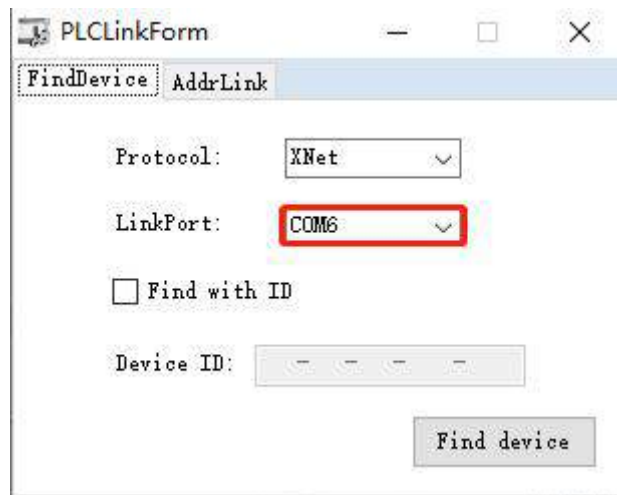 PLCLinkForm
FindDevice AddrLink
Protocol: XNet
LinkPort: COM6
Find with ID
Device ID: - - - -
Find device